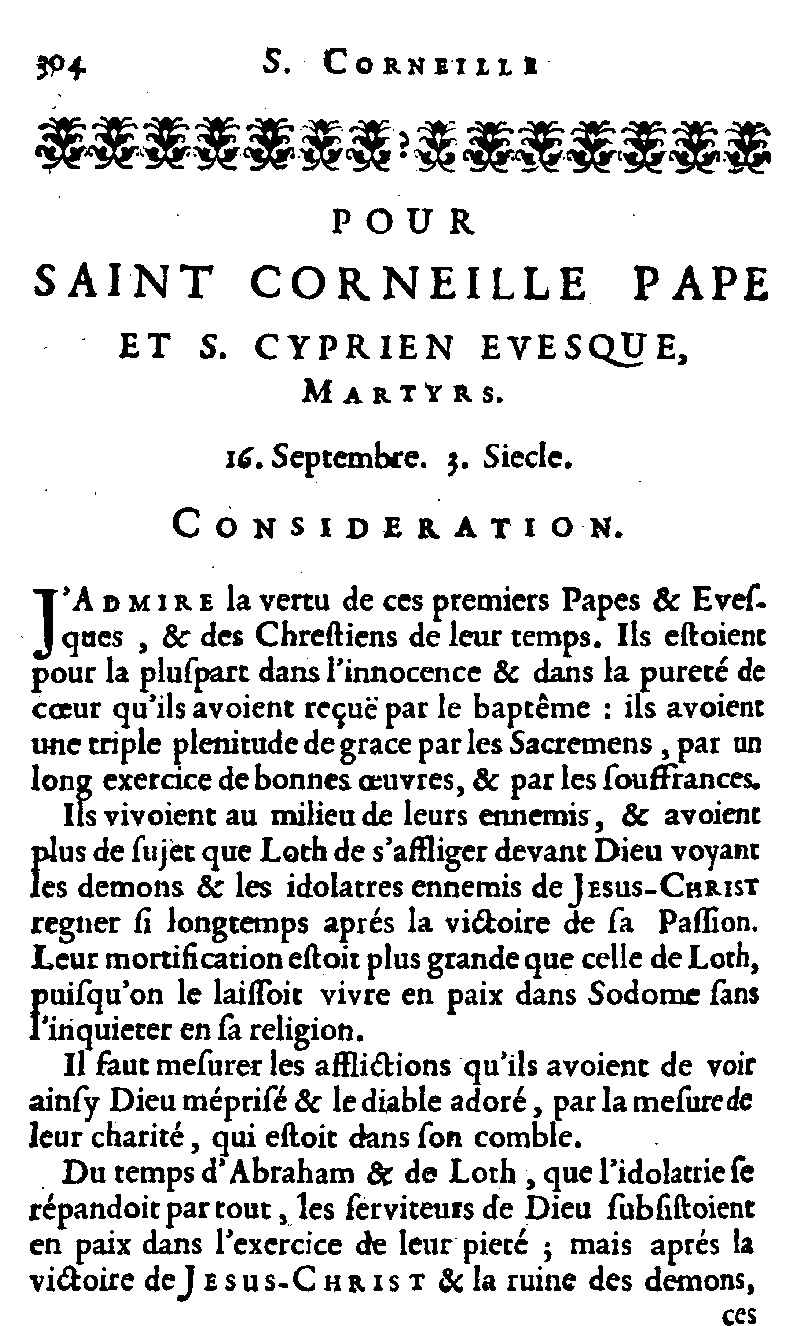 304 S. CORNEILLE
POUR
SAINT CORNEILLE PAPE
ET S. CYPRIEN EVESQUE,
MARTYRS.
16. Septembre. 3. Siecle.
CONSIDERATION.
J'ADMIRE la vertu de ces premiers Papes & Eveſ-
ques , & des Chreſtiens de leur temps. Ils eſtoient
pour la pluſpart dans l'innocence & dans la pureté de
cœur qu'ils avoient reçuë par le baptême : ils avoient
une triple plenitude de grace par les Sacremens , par un
long exercice de bonnes œuvres, & par les ſouffrances.
Ils vivoient au milieu de leurs ennemis, & avoient
plus de ſujet que Loth de s'affliger devant Dieu voyant
les demons & les idolatres ennemis de JESUS-CHRIST
regner ſi longtemps aprés la victoire de ſa Paſſion.
Leur mortification eſtoit plus grande que celle de Loth,
puiſqu'on le laiſſoit vivre en paix dans Sodome ſans
l'inquieter en ſa religion.
Il faut meſurer les afflictions qu'ils avoient de voir
ainſy Dieu mépriſé & le diable adoré , par la meſure de
leur charité , qui eſtoit dans ſon comble.
Du temps d'Abraham & de Loth , que l'idolatrie ſe
répandoit par tout , les ſerviteurs de Dieu ſubſiſtoient
en paix dans l'exercice de leur pieté ; mais aprés la
victoire de JESUS-CHRIST & la ruine des demons,
ces